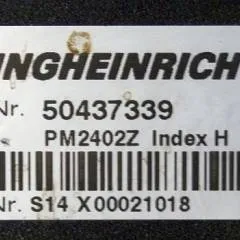 NGHEINRICH
Nr. 50437339
PM2402Z Index H
Nr. S14 X00021018